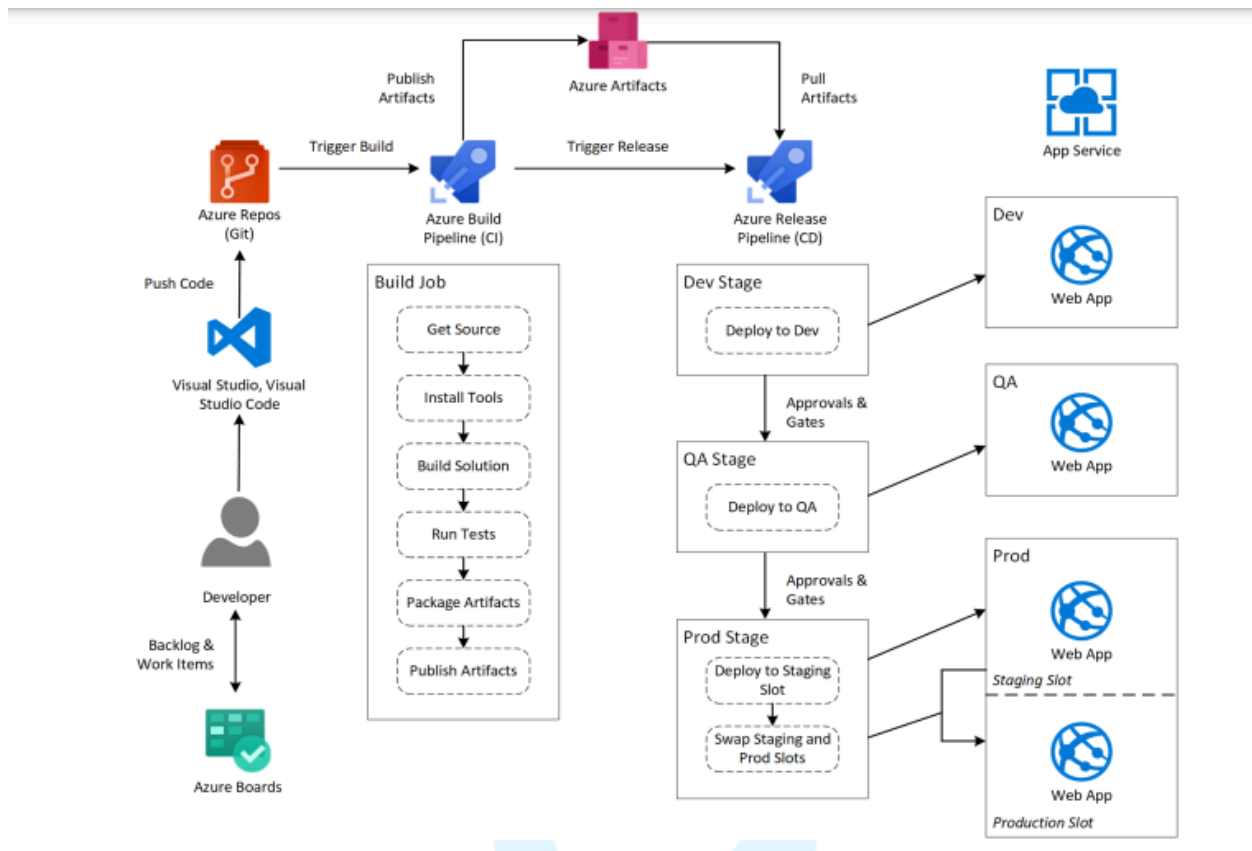 Publish
Artifacts
Azure Artifacts
Pull
Artifacts
App Service
Trigger Build
Trigger Release
Azure Repos
(Git)
Azure Build
Pipeline (CI)
Azure Release
Pipeline (CD)
Push Code
Visual Studio, Visual
Studio Code
Developer
Backlog &
Work Items
Azure Boards
Build Job
Get Source
Install Tools
Build Solution
Run Tests
Package Artifacts
Publish Artifacts
Dev Stage
Deploy to Dev
Approvals &
Gates
QA Stage
Deploy to QA
Approvals &
Gates
Prod Stage
Deploy to Staging
Slot
Swap Staging and
Prod Slots
Dev
Web App
QA
Web App
Prod
Web App
Staging Slot
Web App
Production Slot